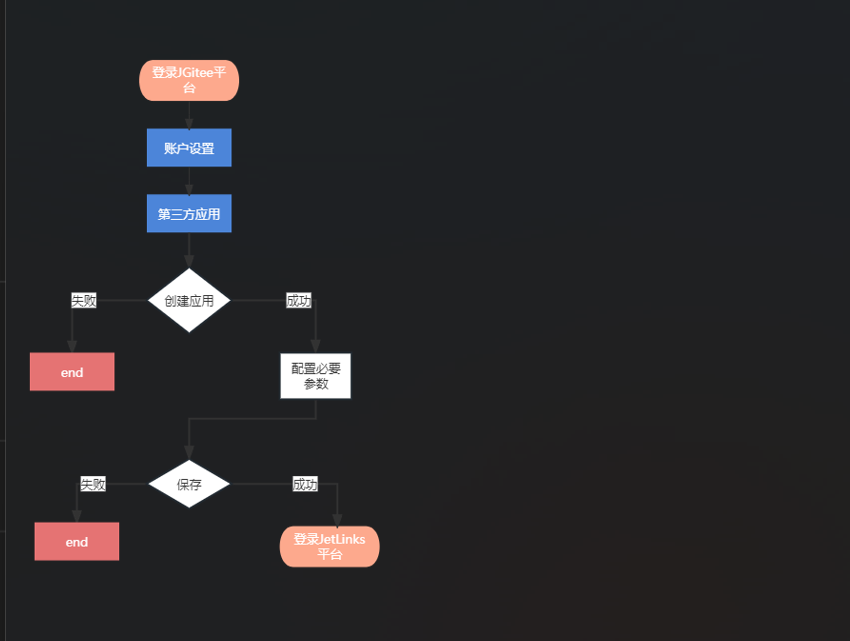 登录JGitee平
台
账户设置
第三方应用
创建应用
失败
成功
end
配置必要
参数
保存
失败
成功
end
登录JetLinks
平台